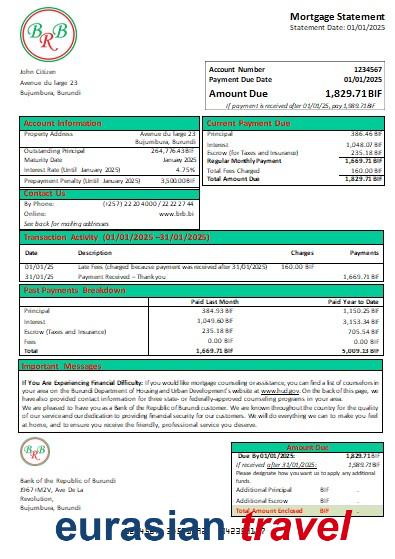 BRB
Mortgage Statement
Statement Date: 01/01/2025
John Citizen
Avenue du large 23
Bujumbura, Burundi
Account Number 1234567
Payment Due Date 01/01/2025
Amount Due 1,829.71 BIF
If payment is received after 01/01/25, pay 1,989.71 BIF
Account Information
Property Address Avenue du large 23
Bujumbura, Burundi
Outstanding Principal 264,776.43 BIF
Maturity Date January 2025
Interest Rate (Until January 2025) 4.75%
Prepayment Penalty (Until January 2025) 3,500.00 BIF
Contact Us
By Phone: (+257) 22 20 4000 / 22 22 27 44
Online: www.brb.bi
See back for mailing addresses
Current Payment Due
Principal 386.46 BIF
Interest 1,048.07 BIF
Escrow (for Taxes and Insurance) 235.18 BIF
Regular Monthly Payment 1,669.71 BIF
Total Fees Charged 160.00 BIF
Total Amount Due 1,829.71 BIF
Transaction Activity (01/01/2025 –31/01/2025)
Date Description Charges Payments
01/01/25 Late Fees (charged because payment was received after 31/01/2025) 160.00 BIF
31/01/25 Payment Received – Thank you 1,669.71 BIF
Past Payments Breakdown
Paid Last Month Paid Year to Date
Principal 384.93 BIF 1,150.25 BIF
Interest 1,049.60 BIF 3,153.34 BIF
Escrow (Taxes and Insurance) 235.18 BIF 705.54 BIF
Fees 0.00 BIF 0.00 BIF
Total 1,669.71 BIF 5,009.13 BIF
Important Messages
If You Are Experiencing Financial Difficulty: If you would like mortgage counseling or assistance, you can find a list of counselors in
your area on the Burundi Department of Housing and Urban Development's website at www.hud.gov. On the back of this page, we
have also provided contact information for three state- or federally-approved counseling programs in your area.
We are pleased to have you as a Bank of the Republic of Burundi customer. We are known throughout the country for the quality
of our service and our dedication to providing financial security for our customers. Will do everything we can to make you feel
at home, and to ensure you receive the friendly, professional service you deserve.
BRB
Bank of the Republic of Burundi
J967+M2V, Ave De La
Revolution,
Bujumbura, Burundi
Amount Due
Due By 01/01/2025: 1,829.71 BIF
If received after 31/01/2025: 1,989.71 BIF
Please designate how you want us to apply any additional
funds.
Additional Principal BIF .
Additional Escrow BIF .
Total Amount Enclosed BIF .
eurasian-travel